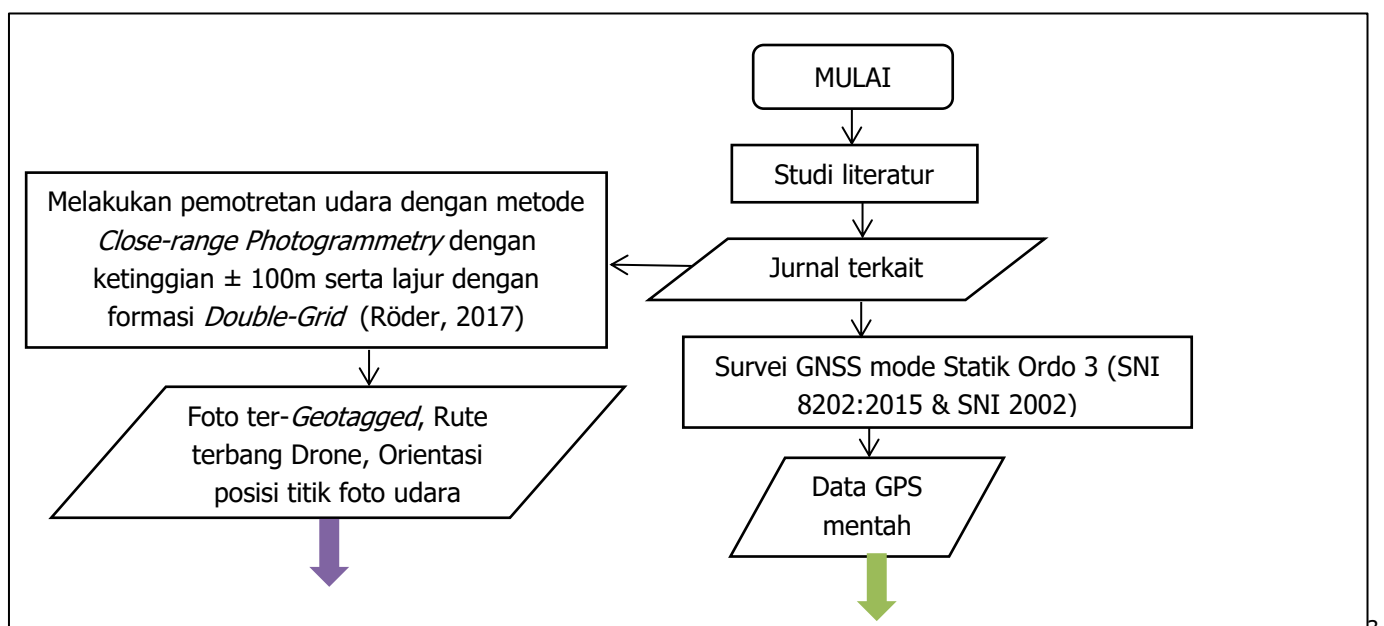 MULAI
Studi literatur
Jurnal terkait
Melakukan pemotretan udara dengan metode
Close-range Photogrammetry dengan
ketinggian ± 100m serta lajur dengan
formasi Double-Grid (Röder, 2017)
Foto ter-Geotagged, Rute
terbang Drone, Orientasi
posisi titik foto udara
Survei GNSS mode Statik Ordo 3 (SNI
8202:2015 & SNI 2002)
Data GPS
mentah